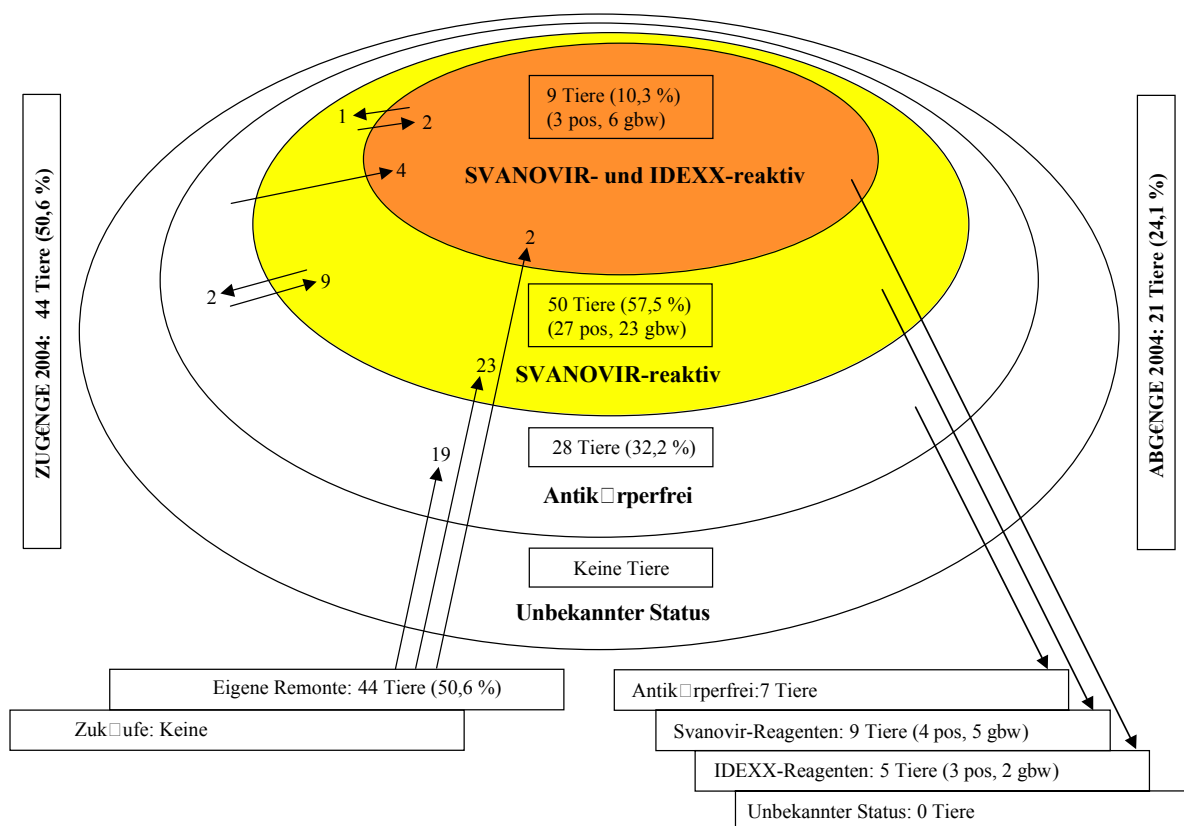 ZUG€NGE 2004: 44 Tiere (50,6 %)
9 Tiere (10,3 %)
(3 pos, 6 gbw)
1
2
SVANOVIR- und IDEXX-reaktiv
4
2
2
9
50 Tiere (57,5 %)
(27 pos, 23 gbw)
23
SVANOVIR-reaktiv
19
28 Tiere (32,2 %)
Antik□rperfrei
Keine Tiere
Unbekannter Status
ABG€NGE 2004: 21 Tiere (24,1 %)
Eigene Remonte: 44 Tiere (50,6 %)
Zuk□ufe: Keine
Antik□rperfrei:7 Tiere
Svanovir-Reagenten: 9 Tiere (4 pos, 5 gbw)
IDEXX-Reagenten: 5 Tiere (3 pos, 2 gbw)
Unbekannter Status: 0 Tiere